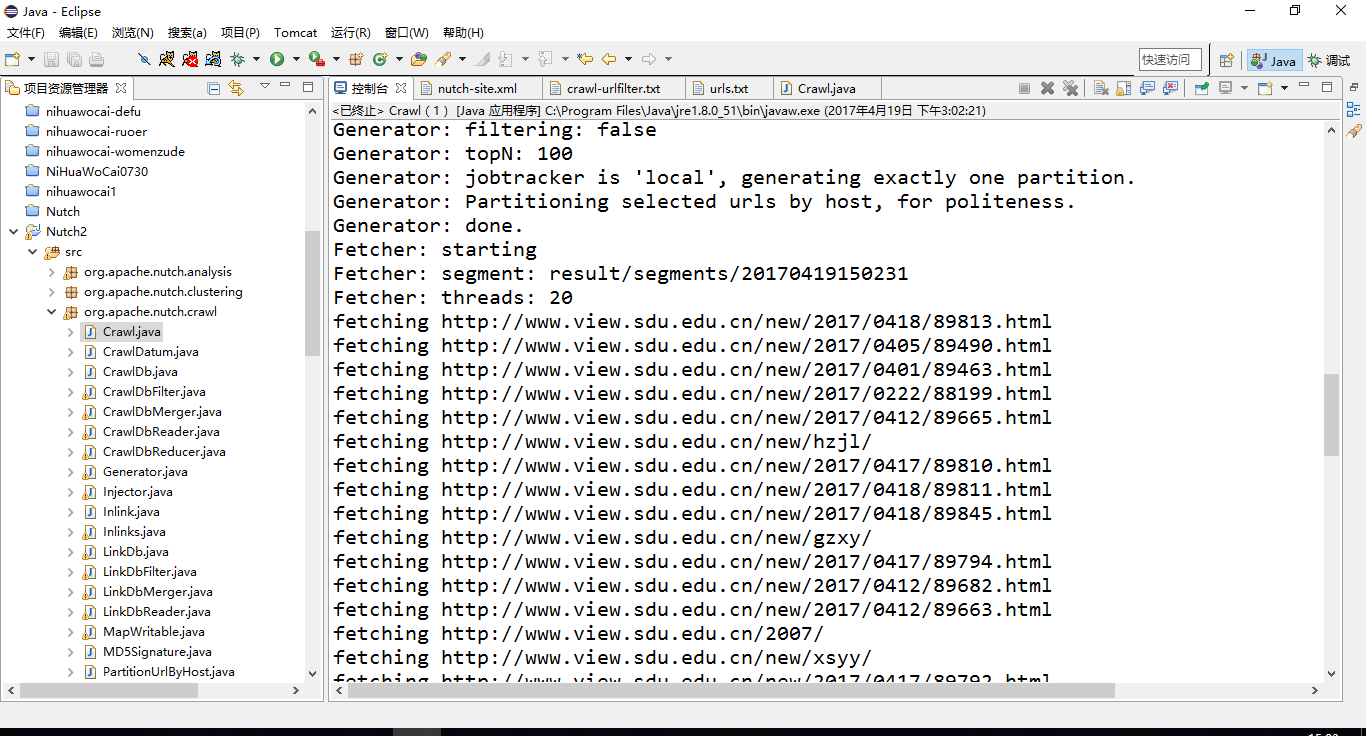 Java - Eclipse
文件(F) 编辑(E) 浏览(N) 搜索(a) 项目(P) Tomcat 运行(R) 窗口(W) 帮助(H)
快速访问 Java 调试
项目资源管理器
nihuawocai-defu
nihuawocai-ruoer
nihuawocai-womenzude
NiHuaWoCai0730
nihuawocai1
Nutch
Nutch2
src
org.apache.nutch.analysis
org.apache.nutch.clustering
org.apache.nutch.crawl
Crawl.java
CrawlDatum.java
CrawlDb.java
CrawlDbFilter.java
CrawlDbMerger.java
CrawlDbReader.java
CrawlDbReducer.java
Generator.java
Injector.java
Inlink.java
Inlinks.java
LinkDb.java
LinkDbFilter.java
LinkDbMerger.java
LinkDbReader.java
MapWritable.java
MD5Signature.java
PartitionUrlByHost.java
控制台 nutch-site.xml crawl-urlfilter.txt urls.txt Crawl.java
<已终止> Crawl ( 1 ) [Java 应用程序] C:\Program Files\Java\jre1.8.0_51\bin\javaw.exe (2017年4月19日 下午3:02:21)
Generator: filtering: false
Generator: topN: 100
Generator: jobtracker is 'local', generating exactly one partition.
Generator: Partitioning selected urls by host, for politeness.
Generator: done.
Fetcher: starting
Fetcher: segment: result/segments/20170419150231
Fetcher: threads: 20
fetching http://www.view.sdu.edu.cn/new/2017/0418/89813.html
fetching http://www.view.sdu.edu.cn/new/2017/0405/89490.html
fetching http://www.view.sdu.edu.cn/new/2017/0401/89463.html
fetching http://www.view.sdu.edu.cn/new/2017/0222/88199.html
fetching http://www.view.sdu.edu.cn/new/2017/0412/89665.html
fetching http://www.view.sdu.edu.cn/new/hzjl/
fetching http://www.view.sdu.edu.cn/new/2017/0417/89810.html
fetching http://www.view.sdu.edu.cn/new/2017/0418/89811.html
fetching http://www.view.sdu.edu.cn/new/2017/0418/89845.html
fetching http://www.view.sdu.edu.cn/new/gzxy/
fetching http://www.view.sdu.edu.cn/new/2017/0417/89794.html
fetching http://www.view.sdu.edu.cn/new/2017/0412/89682.html
fetching http://www.view.sdu.edu.cn/new/2017/0412/89663.html
fetching http://www.view.sdu.edu.cn/2007/
fetching http://www.view.sdu.edu.cn/new/xsyy/
fetching http://www.view.sdu.edu.cn/new/2017/0417/89792.html